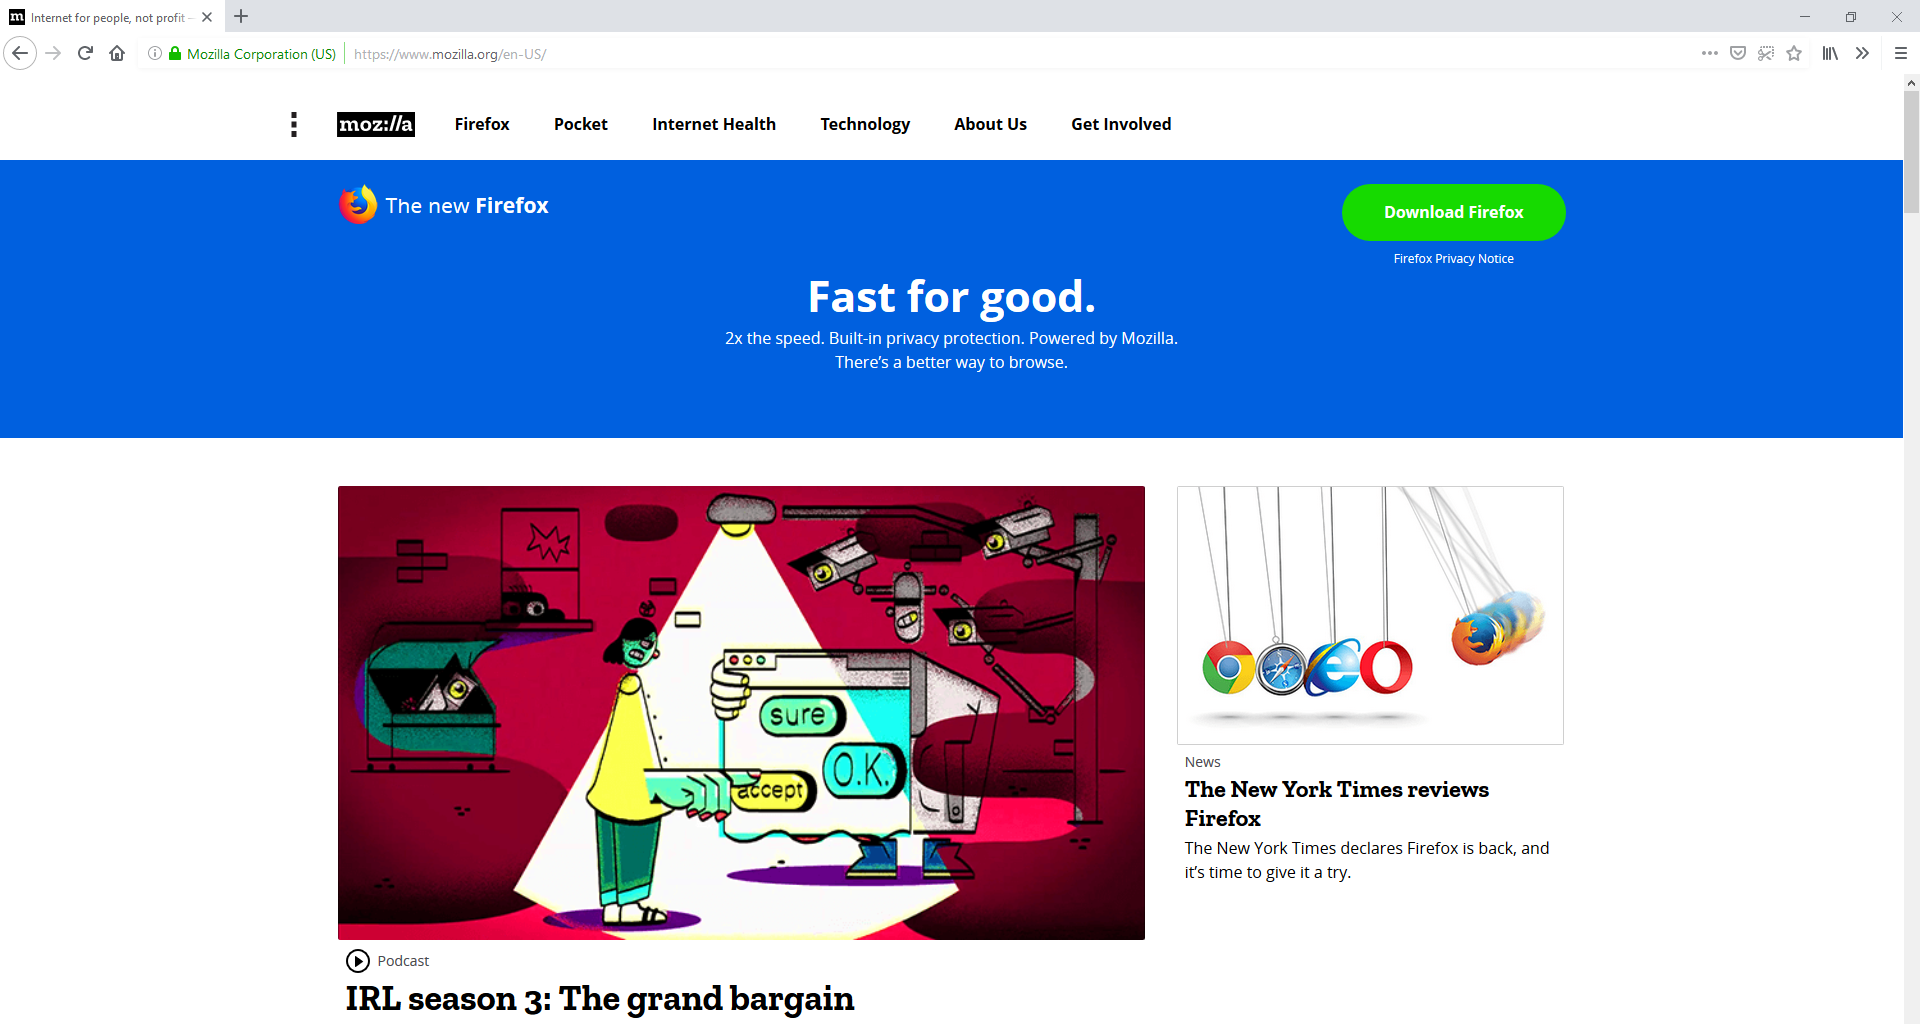 Internet for people, not profit
Mozilla Corporation (US)
https://www.mozilla.org/en-US/
moz://a
Firefox
Pocket
Internet Health
Technology
About Us
Get Involved
The new Firefox
Download Firefox
Firefox Privacy Notice
Fast for good.
2x the speed. Built-in privacy protection. Powered by Mozilla.
There’s a better way to browse.
sure
O.K.
accept
Podcast
IRL season 3: The grand bargain
News
The New York Times reviews
Firefox
The New York Times declares Firefox is back, and
it’s time to give it a try.